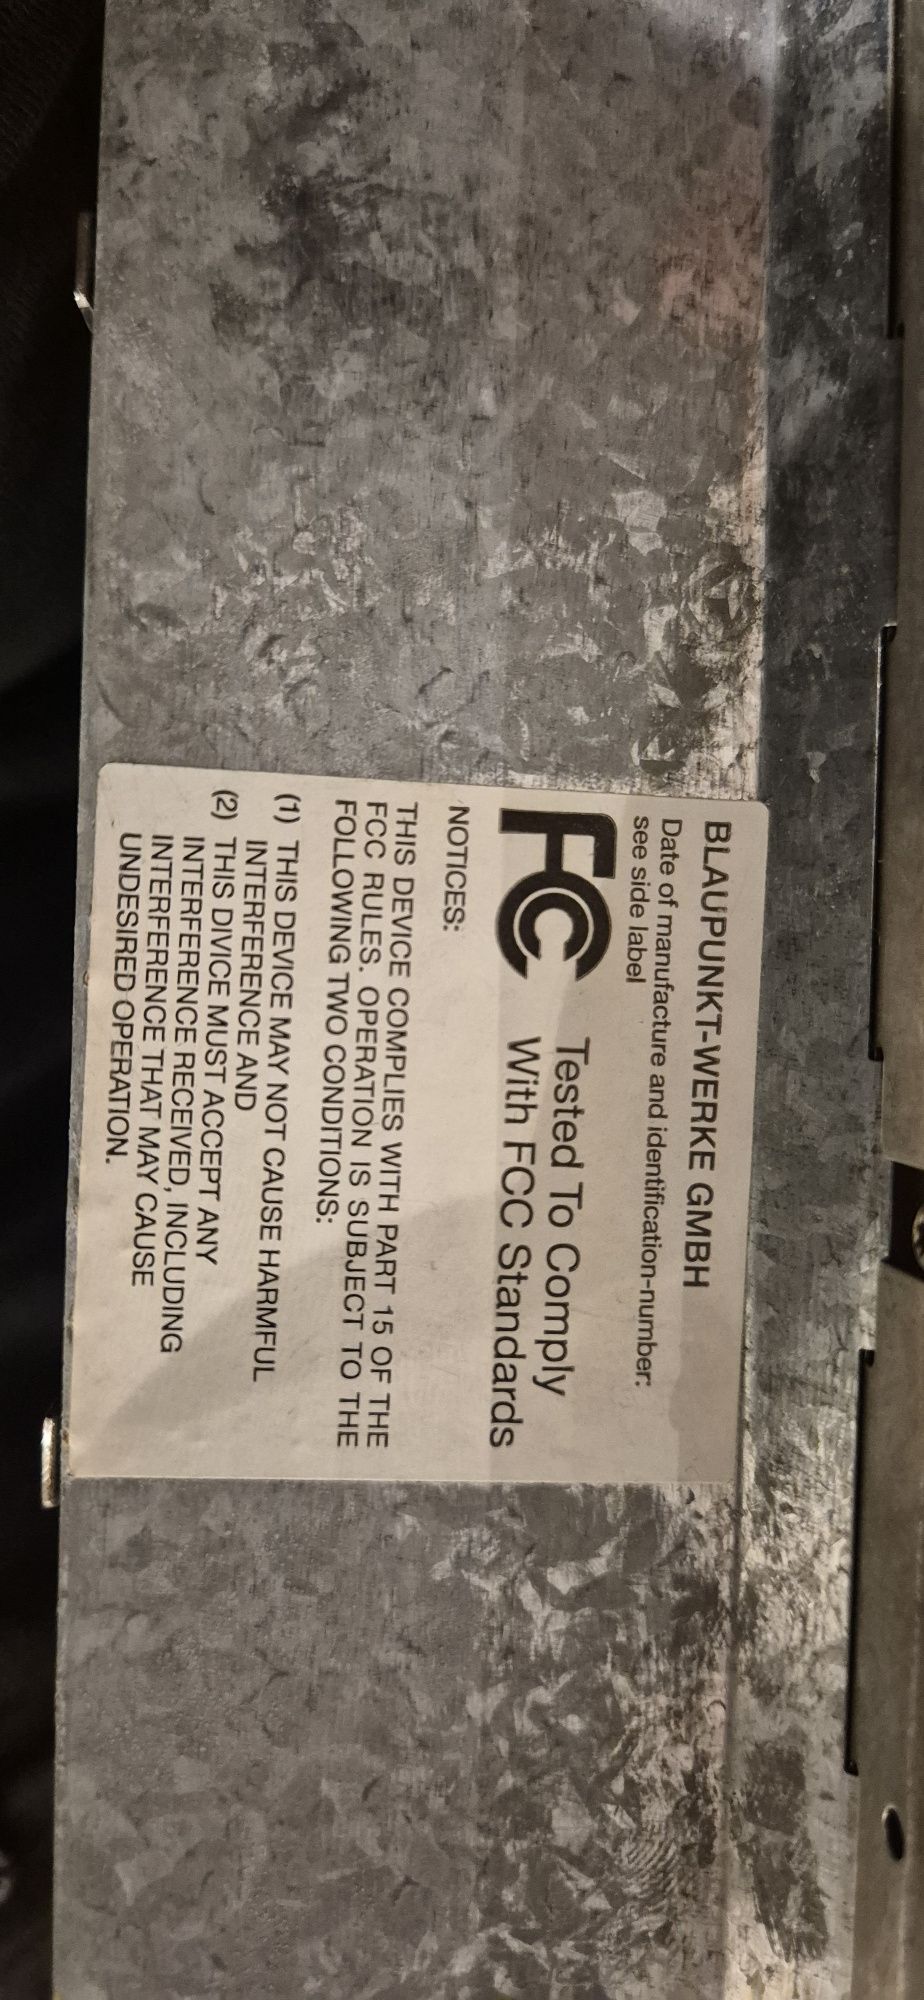 BLAUPUNKT-WERKE GMBH
Date of manufacture and identification-number:
see side label
FC Tested To Comply
With FCC Standards
NOTICES:
THIS DEVICE COMPLIES WITH PART 15 OF THE
FCC RULES. OPERATION IS SUBJECT TO THE
FOLLOWING TWO CONDITIONS:
(1) THIS DEVICE MAY NOT CAUSE HARMFUL
INTERFERENCE AND
(2) THIS DIVICE MUST ACCEPT ANY
INTERFERENCE RECEIVED, INCLUDING
INTERFERENCE THAT MAY CAUSE
UNDESIRED OPERATION.